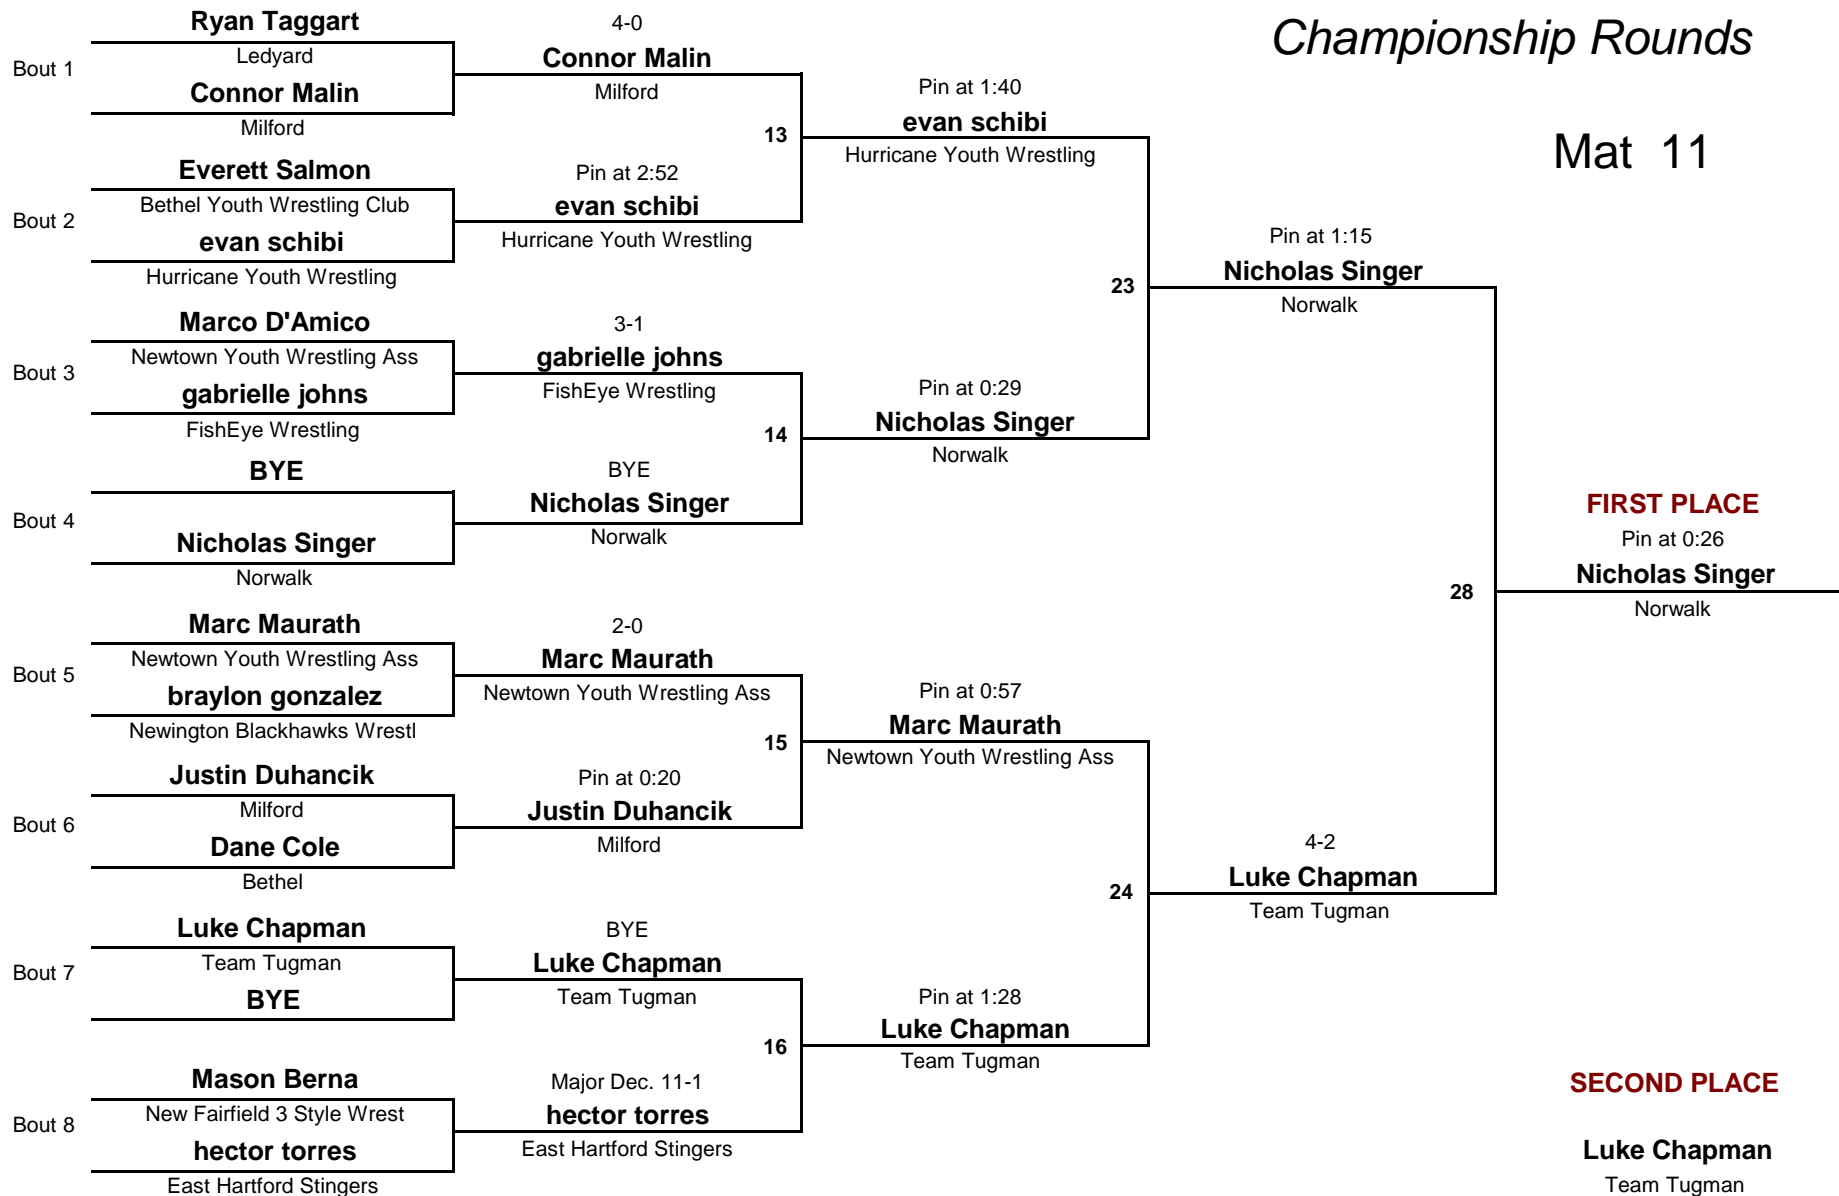 Championship Rounds
Mat 11
Bout 1
Ryan Taggart
Ledyard
Connor Malin
Milford
Bout 2
Everett Salmon
Bethel Youth Wrestling Club
evan schibi
Hurricane Youth Wrestling
Bout 3
Marco D'Amico
Newtown Youth Wrestling Ass
gabrielle johns
FishEye Wrestling
Bout 4
BYE
Nicholas Singer
Norwalk
Bout 5
Marc Maurath
Newtown Youth Wrestling Ass
braylon gonzalez
Newington Blackhawks Wrestl
Bout 6
Justin Duhancik
Milford
Dane Cole
Bethel
Bout 7
Luke Chapman
Team Tugman
BYE
Bout 8
Mason Berna
New Fairfield 3 Style Wrest
hector torres
East Hartford Stingers
4-0
Connor Malin
Milford
13
Pin at 2:52
evan schibi
Hurricane Youth Wrestling
3-1
gabrielle johns
FishEye Wrestling
14
BYE
Nicholas Singer
Norwalk
2-0
Marc Maurath
Newtown Youth Wrestling Ass
15
Pin at 0:20
Justin Duhancik
Milford
BYE
Luke Chapman
Team Tugman
16
Major Dec. 11-1
hector torres
East Hartford Stingers
Pin at 1:40
evan schibi
Hurricane Youth Wrestling
23
Pin at 0:29
Nicholas Singer
Norwalk
Pin at 0:57
Marc Maurath
Newtown Youth Wrestling Ass
24
Pin at 1:28
Luke Chapman
Team Tugman
Pin at 1:15
Nicholas Singer
Norwalk
28
4-2
Luke Chapman
Team Tugman
FIRST PLACE
Pin at 0:26
Nicholas Singer
Norwalk
SECOND PLACE
Luke Chapman
Team Tugman